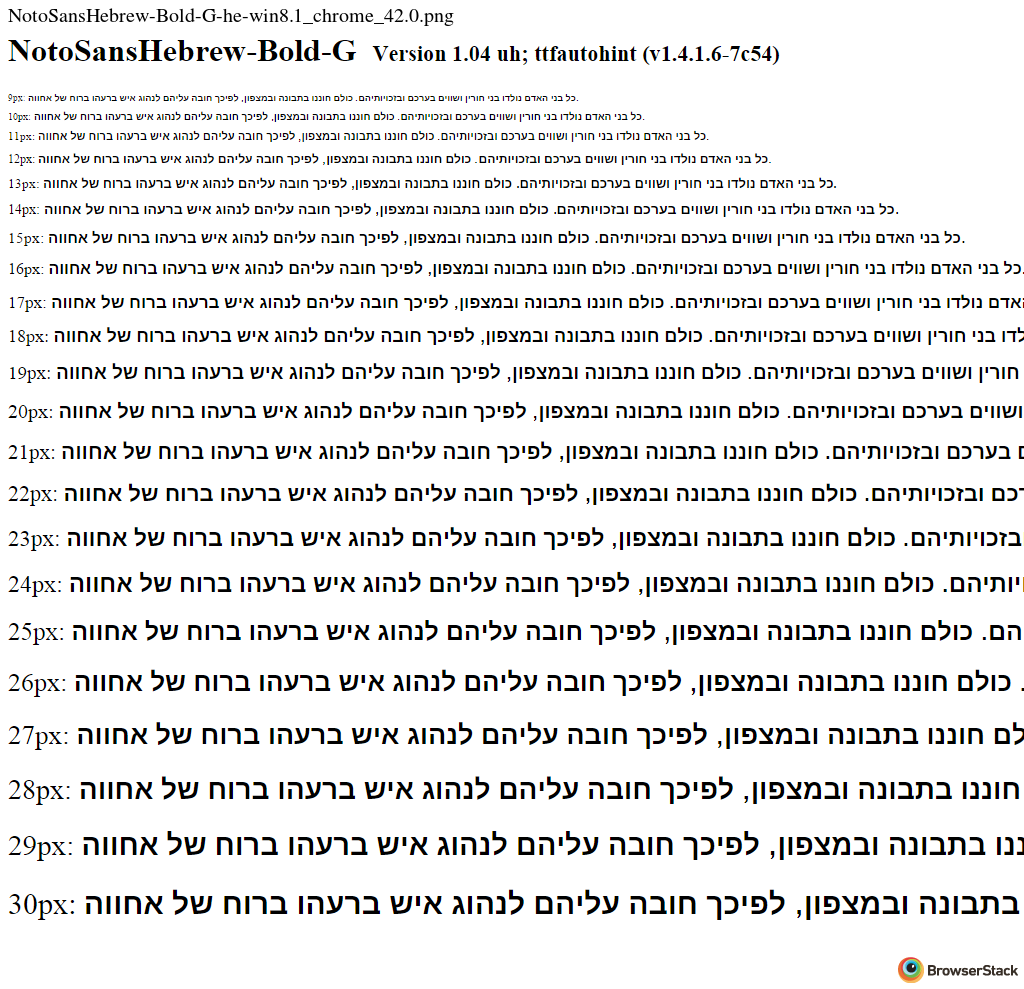 NotoSansHebrew-Bold-G-he-win8.1_chrome_42.0.png
NotoSansHebrew-Bold-G Version 1.04 uh; ttfautohint (v1.4.1.6-7c54)
9px: כל בני האדם נולדו בני חורין ושווים בערכם ובזכויותיהם. כולם חוננו בתבונה ובמצפון, לפיכך חובה עליהם לנהוג איש ברעהו ברוח של אחווה.
10px: כל בני האדם נולדו בני חורין ושווים בערכם ובזכויותיהם. כולם חוננו בתבונה ובמצפון, לפיכך חובה עליהם לנהוג איש ברעהו ברוח של אחווה.
11px: כל בני האדם נולדו בני חורין ושווים בערכם ובזכויותיהם. כולם חוננו בתבונה ובמצפון, לפיכך חובה עליהם לנהוג איש ברעהו ברוח של אחווה.
12px: כל בני האדם נולדו בני חורין ושווים בערכם ובזכויותיהם. כולם חוננו בתבונה ובמצפון, לפיכך חובה עליהם לנהוג איש ברעהו ברוח של אחווה.
13px: כל בני האדם נולדו בני חורין ושווים בערכם ובזכויותיהם. כולם חוננו בתבונה ובמצפון, לפיכך חובה עליהם לנהוג איש ברעהו ברוח של אחווה.
14px: כל בני האדם נולדו בני חורין ושווים בערכם ובזכויותיהם. כולם חוננו בתבונה ובמצפון, לפיכך חובה עליהם לנהוג איש ברעהו ברוח של אחווה.
15px: כל בני האדם נולדו בני חורין ושווים בערכם ובזכויותיהם. כולם חוננו בתבונה ובמצפון, לפיכך חובה עליהם לנהוג איש ברעהו ברוח של אחווה.
16px: כל בני האדם נולדו בני חורין ושווים בערכם ובזכויותיהם. כולם חוננו בתבונה ובמצפון, לפיכך חובה עליהם לנהוג איש ברעהו ברוח של אחווה.
17px: אדם נולדו בני חורין ושווים בערכם ובזכויותיהם. כולם חוננו בתבונה ובמצפון, לפיכך חובה עליהם לנהוג איש ברעהו ברוח של אחווה
18px: לדו בני חורין ושווים בערכם ובזכויותיהם. כולם חוננו בתבונה ובמצפון, לפיכך חובה עליהם לנהוג איש ברעהו ברוח של אחווה
19px: חורין ושווים בערכם ובזכויותיהם. כולם חוננו בתבונה ובמצפון, לפיכך חובה עליהם לנהוג איש ברעהו ברוח של אחווה
20px: ושווים בערכם ובזכויותיהם. כולם חוננו בתבונה ובמצפון, לפיכך חובה עליהם לנהוג איש ברעהו ברוח של אחווה
21px: בערכם ובזכויותיהם. כולם חוננו בתבונה ובמצפון, לפיכך חובה עליהם לנהוג איש ברעהו ברוח של אחווה
22px: כם ובזכויותיהם. כולם חוננו בתבונה ובמצפון, לפיכך חובה עליהם לנהוג איש ברעהו ברוח של אחווה
23px: בזכויותיהם. כולם חוננו בתבונה ובמצפון, לפיכך חובה עליהם לנהוג איש ברעהו ברוח של אחווה
24px: יותיהם. כולם חוננו בתבונה ובמצפון, לפיכך חובה עליהם לנהוג איש ברעהו ברוח של אחווה
25px: הם. כולם חוננו בתבונה ובמצפון, לפיכך חובה עליהם לנהוג איש ברעהו ברוח של אחווה
26px: . כולם חוננו בתבונה ובמצפון, לפיכך חובה עליהם לנהוג איש ברעהו ברוח של אחווה
27px: לם חוננו בתבונה ובמצפון, לפיכך חובה עליהם לנהוג איש ברעהו ברוח של אחווה
28px: חוננו בתבונה ובמצפון, לפיכך חובה עליהם לנהוג איש ברעהו ברוח של אחווה
29px: נו בתבונה ובמצפון, לפיכך חובה עליהם לנהוג איש ברעהו ברוח של אחווה
30px: בתבונה ובמצפון, לפיכך חובה עליהם לנהוג איש ברעהו ברוח של אחווה
BrowserStack